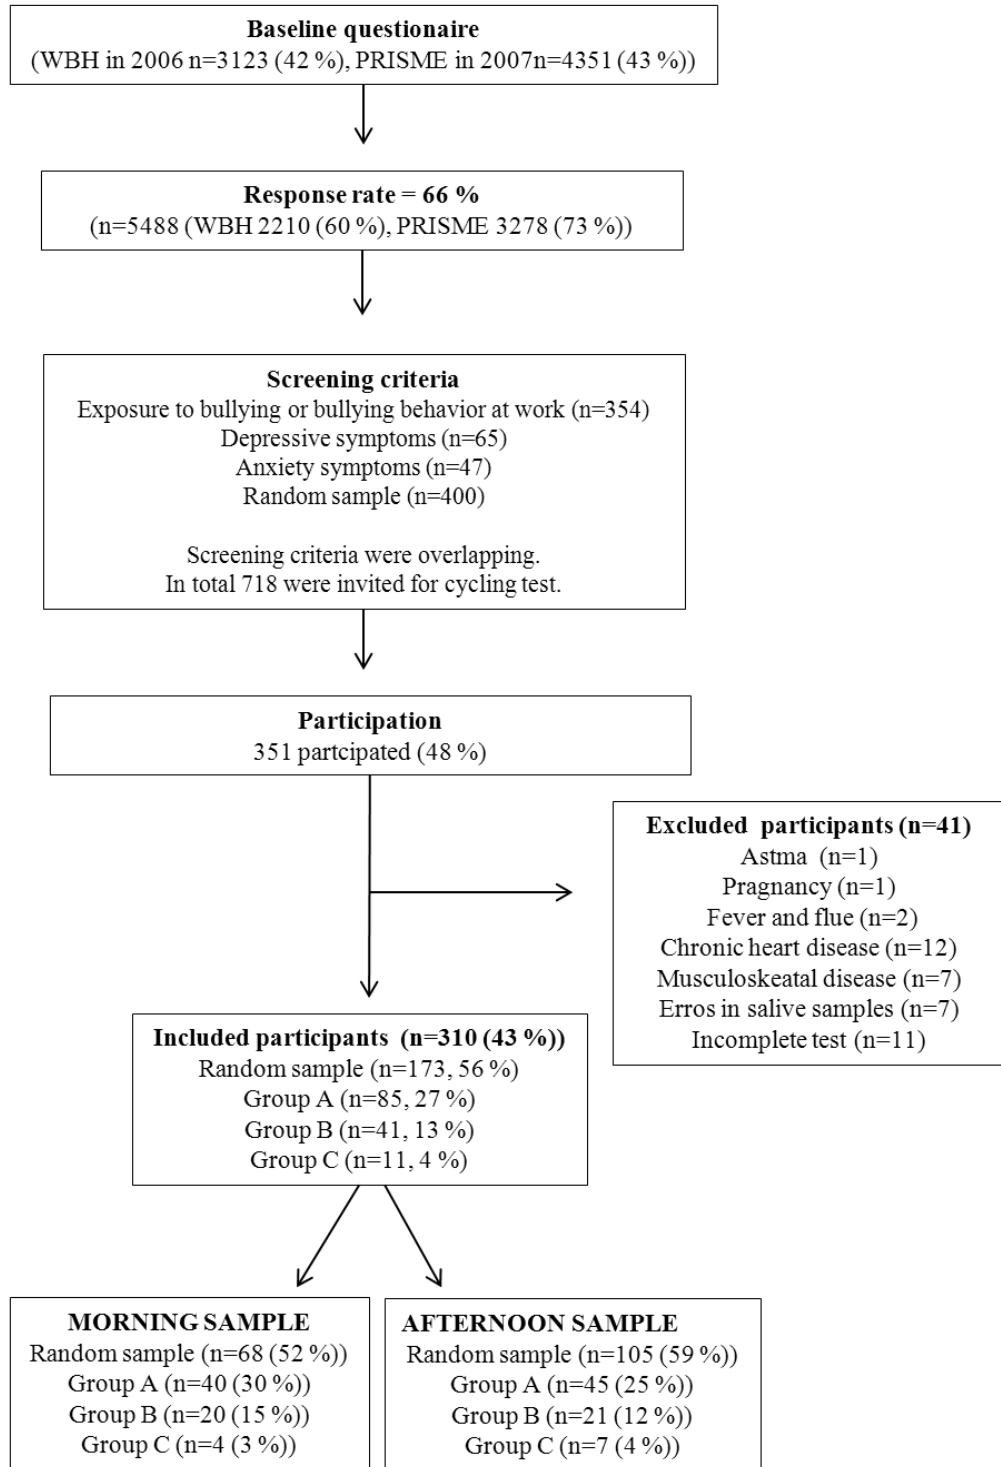 Baseline questionaire
(WBH in 2006 n=3123 (42 %), PRISME in 2007n=4351 (43 %))
Response rate = 66 %
(n=5488 (WBH 2210 (60 %), PRISME 3278 (73 %))
Screening criteria
Exposure to bullying or bullying behavior at work (n=354)
Depressive symptoms (n=65)
Anxiety symptoms (n=47)
Random sample (n=400)
Screening criteria were overlapping.
In total 718 were invited for cycling test.
Participation
351 partcipated (48 %)
Excluded participants (n=41)
Astma (n=1)
Pragnancy (n=1)
Fever and flue (n=2)
Chronic heart disease (n=12)
Musculoskeatal disease (n=7)
Erros in salive samples (n=7)
Incomplete test (n=11)
Included participants (n=310 (43 %))
Random sample (n=173, 56 %)
Group A (n=85, 27 %)
Group B (n=41, 13 %)
Group C (n=11, 4 %)
MORNING SAMPLE
Random sample (n=68 (52 %))
Group A (n=40 (30 %))
Group B (n=20 (15 %))
Group C (n=4 (3 %))
AFTERNOON SAMPLE
Random sample (n=105 (59 %))
Group A (n=45 (25 %))
Group B (n=21 (12 %))
Group C (n=7 (4 %))